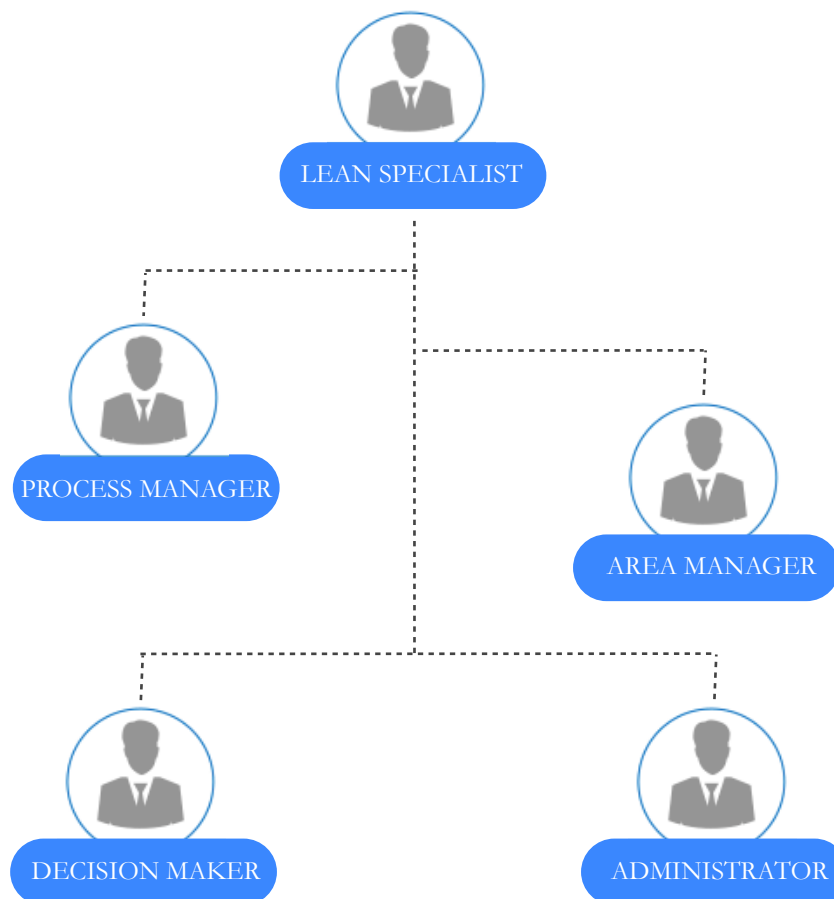 LEAN SPECIALIST
PROCESS MANAGER
AREA MANAGER
DECISION MAKER
ADMINISTRATOR